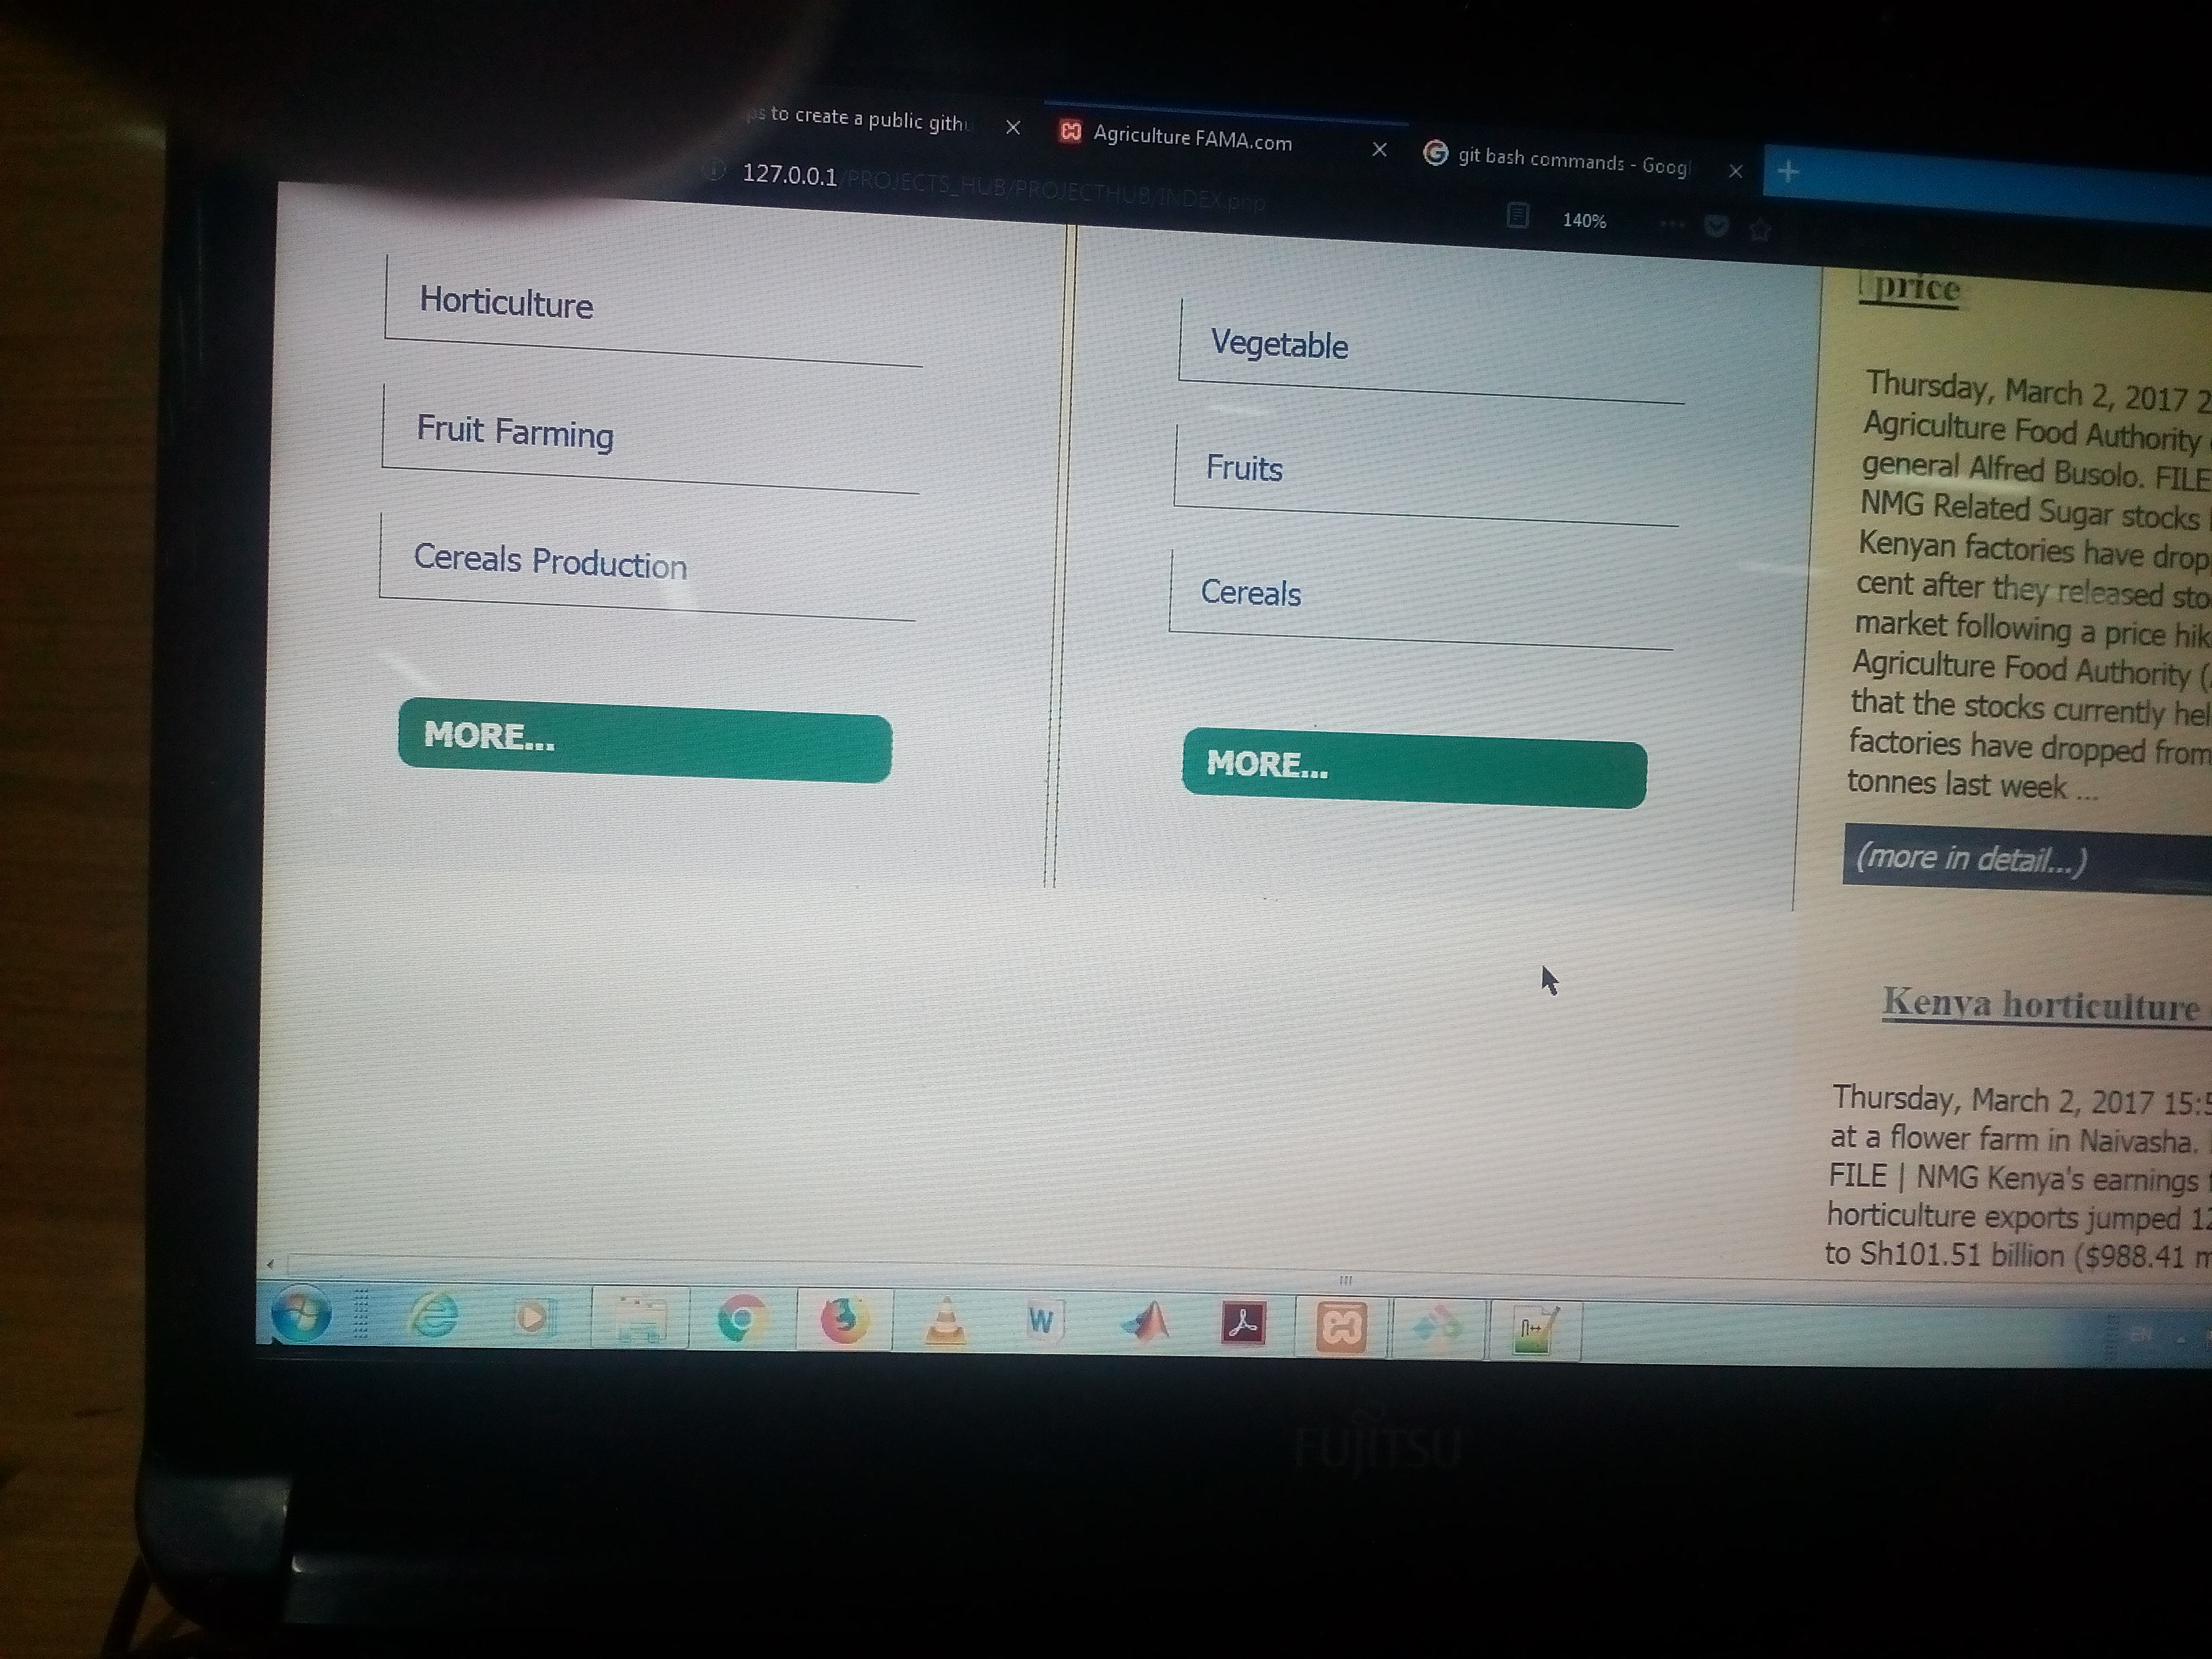 to create a public gith
Agriculture FAMA.com
git bash commands - Googl
127.0.0.1/PROJECTS_HUB/PROJECTHUB/INDEX.php
140%
Horticulture
Fruit Farming
Cereals Production
MORE...
Vegetable
Fruits
Cereals
MORE...
price
Thursday, March 2, 2017 2
Agriculture Food Authority
general Alfred Busolo. FILE
NMG Related Sugar stocks
Kenyan factories have drop
cent after they released sto
market following a price hik
Agriculture Food Authority (
that the stocks currently hel
factories have dropped from
tonnes last week ...
(more in detail...)
Kenya horticulture
Thursday, March 2, 2017 15:5
at a flower farm in Naivasha.
FILE | NMG Kenya's earnings f
horticulture exports jumped 12
to Sh101.51 billion ($988.41 m
W
EN
FUJITSU